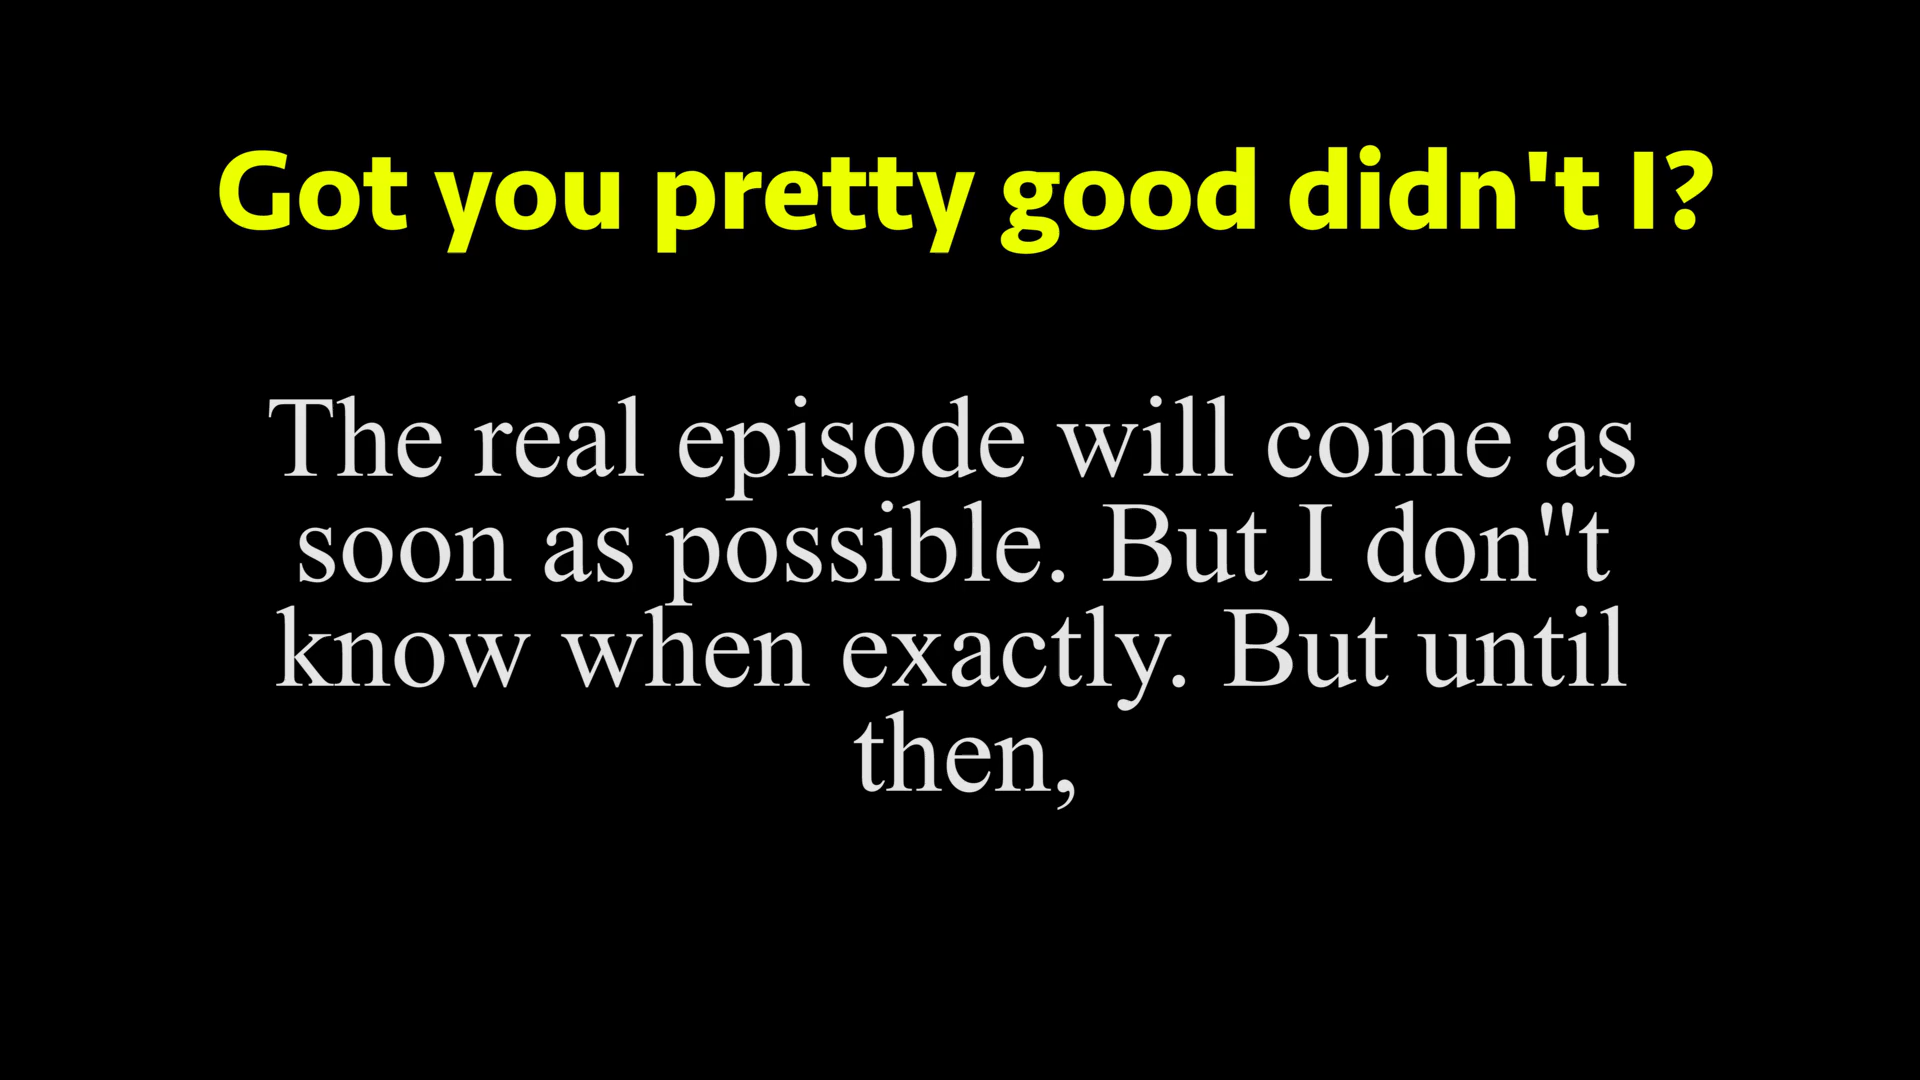 Got you pretty good didn't I?
The real episode will come as
soon as possible. But I don"t
know when exactly. But until
then,